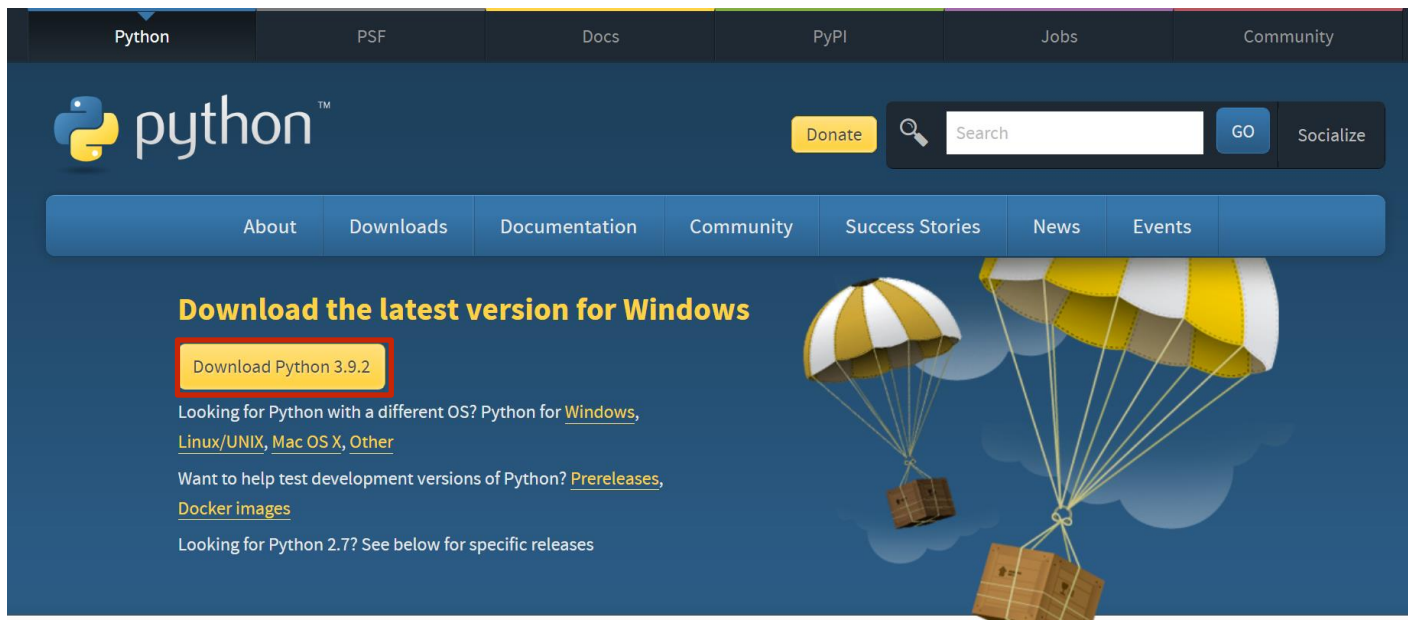 Python
PSF
Docs
PyPI
Jobs
Community
python™
Donate
Search
GO
Socialize
About
Downloads
Documentation
Community
Success Stories
News
Events
Download the latest version for Windows
Download Python 3.9.2
Looking for Python with a different OS? Python for Windows,
Linux/UNIX, Mac OS X, Other
Want to help test development versions of Python? Prereleases,
Docker images
Looking for Python 2.7? See below for specific releases